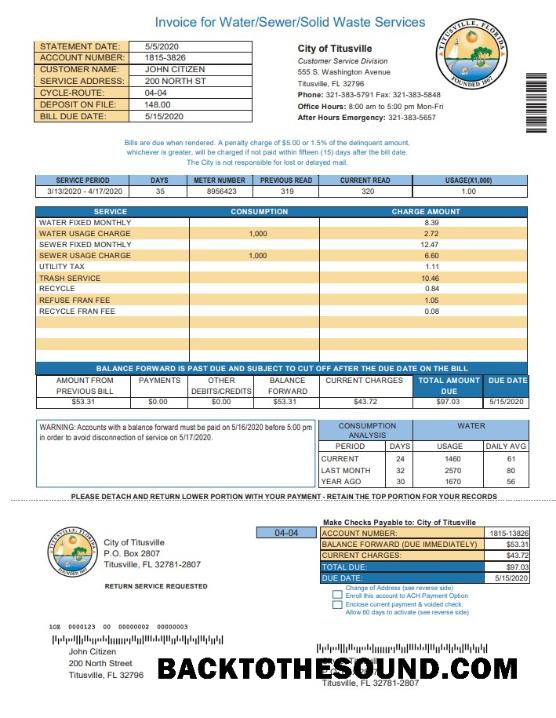 Invoice for Water/Sewer/Solid Waste Services
STATEMENT DATE: 5/5/2020
ACCOUNT NUMBER: 1815-3826
CUSTOMER NAME: JOHN CITIZEN
SERVICE ADDRESS: 200 NORTH ST
CYCLE-ROUTE: 04-04
DEPOSIT ON FILE: 148.00
BILL DUE DATE: 5/15/2020
City of Titusville
Customer Service Division
555 S. Washington Avenue
Titusville, FL 32796
Phone: 321-383-5791 Fax: 321-383-5848
Office Hours: 8:00 am to 5:00 pm Mon-Fri
After Hours Emergency: 321-383-5657
TITUSVILLE, FLORIDA
FOUNDED 1867
Bills are due when rendered. A penalty charge of $5.00 or 1.5% of the delinquent amount,
whichever is greater, will be charged if not paid within fifteen (15) days after the bill date.
The City is not responsible for lost or delayed mail.
SERVICE PERIOD DAYS METER NUMBER PREVIOUS READ CURRENT READ USAGE(X1,000)
3/13/2020 - 4/17/2020 35 8956423 319 320 1.00
SERVICE CONSUMPTION CHARGE AMOUNT
WATER FIXED MONTHLY 8.39
WATER USAGE CHARGE 1,000 2.72
SEWER FIXED MONTHLY 12.47
SEWER USAGE CHARGE 1,000 6.60
UTILITY TAX 1.11
TRASH SERVICE 10.46
RECYCLE 0.84
REFUSE FRAN FEE 1.05
RECYCLE FRAN FEE 0.08
BALANCE FORWARD IS PAST DUE AND SUBJECT TO CUT OFF AFTER THE DUE DATE ON THE BILL
AMOUNT FROM PREVIOUS BILL PAYMENTS OTHER DEBITS/CREDITS BALANCE FORWARD CURRENT CHARGES TOTAL AMOUNT DUE DUE DATE
$53.31 $0.00 $0.00 $53.31 $43.72 $97.03 5/15/2020
WARNING: Accounts with a balance forward must be paid on 5/16/2020 before 5:00 pm
in order to avoid disconnection of service on 5/17/2020.
CONSUMPTION ANALYSIS WATER
PERIOD DAYS USAGE DAILY AVG
CURRENT 24 1460 61
LAST MONTH 32 2570 80
YEAR AGO 30 1670 56
PLEASE DETACH AND RETURN LOWER PORTION WITH YOUR PAYMENT - RETAIN THE TOP PORTION FOR YOUR RECORDS
TITUSVILLE, FLORIDA
FOUNDED 1867
City of Titusville
P.O. Box 2807
Titusville, FL 32781-2807
RETURN SERVICE REQUESTED
04-04
Make Checks Payable to: City of Titusville
ACCOUNT NUMBER: 1815-13826
BALANCE FORWARD (DUE IMMEDIATELY) $53.31
CURRENT CHARGES: $43.72
TOTAL DUE: $97.03
DUE DATE: 5/15/2020
Change of Address (see reverse side)
Enroll this account to ACH Payment Option
Enclose current payment & voided check.
Allow 60 days to activate (see reverse side)
0000123 00 00000002 00000003
John Citizen
200 North Street
Titusville, FL 32796
BACKTOTHESOUND.COM
Titusville, FL 32781-2807